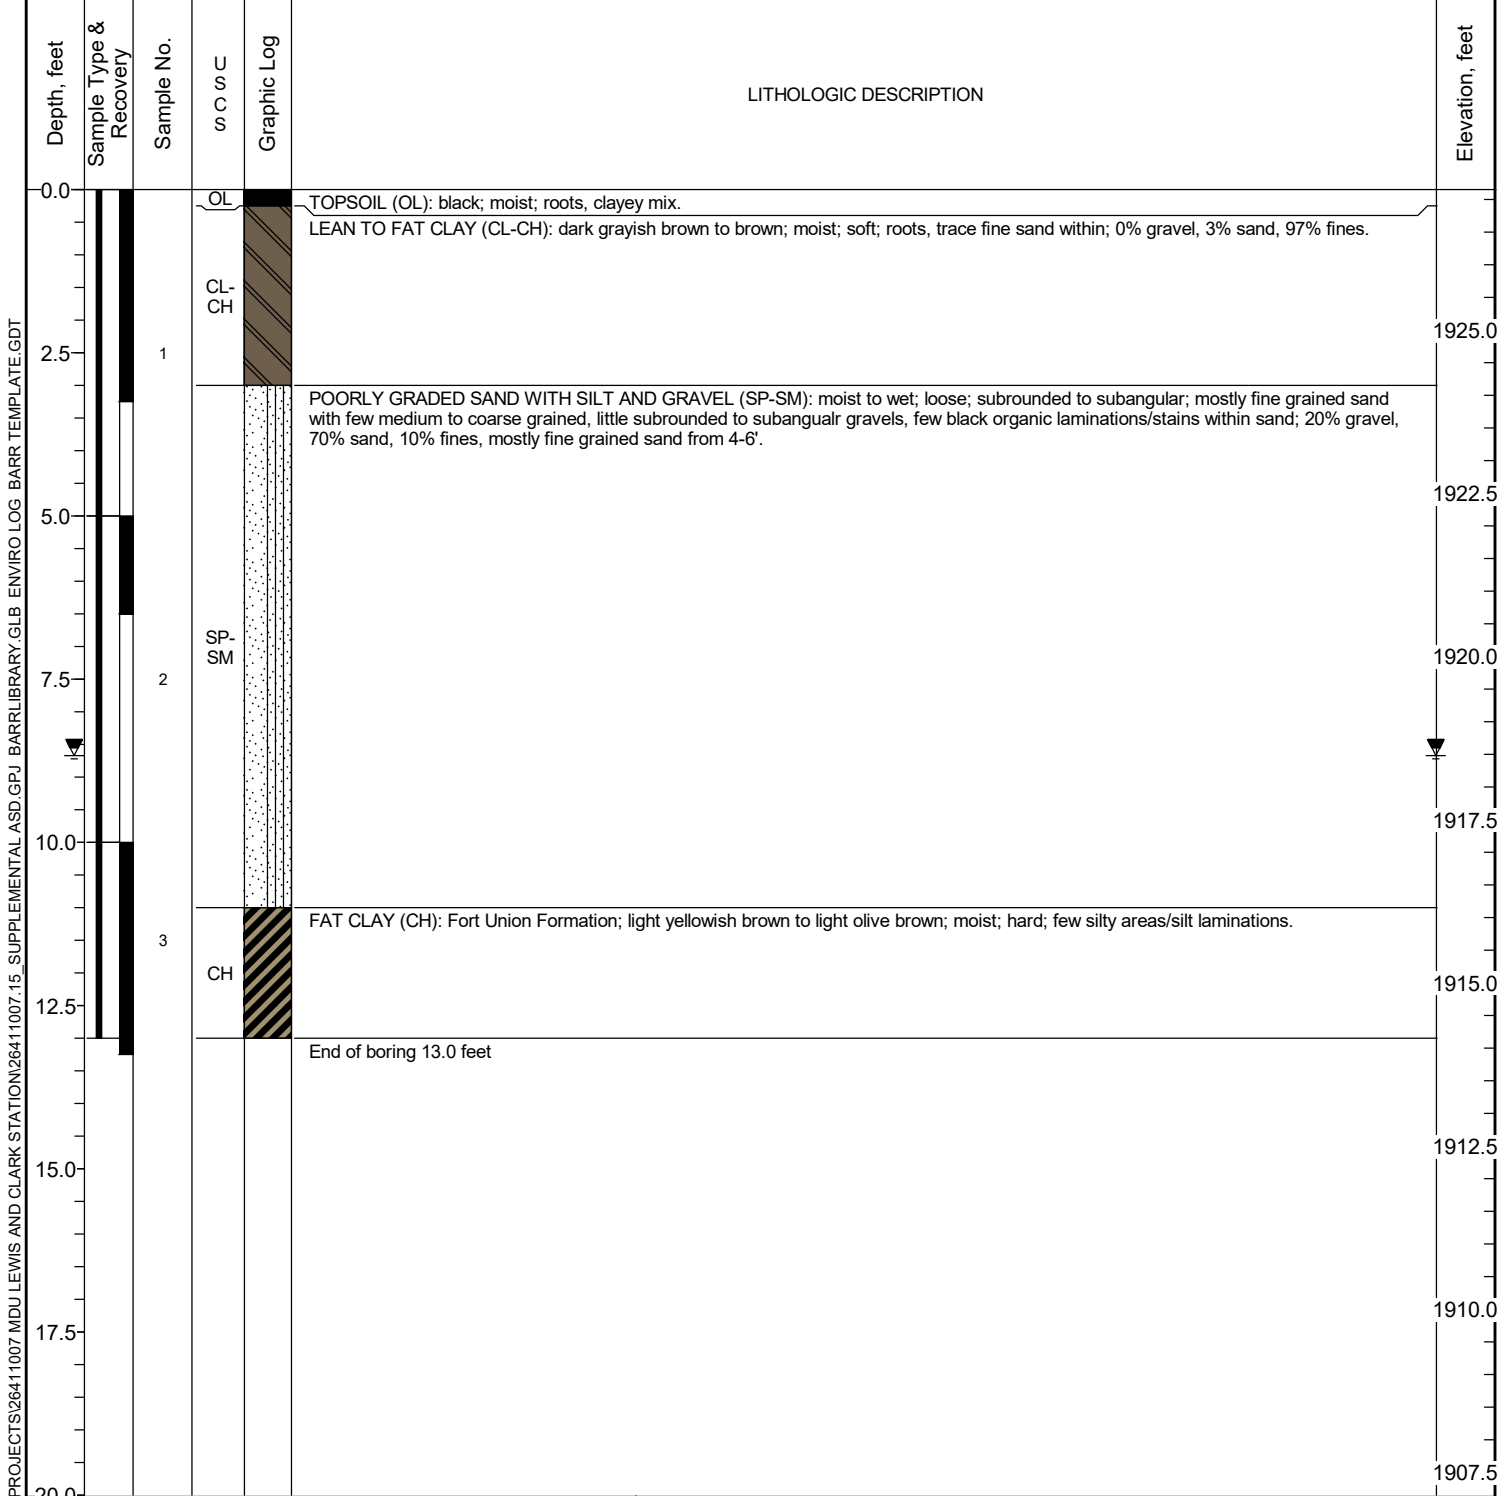 Depth, feet
Sample Type &
Recovery
Sample No.
U
S
C
S
Graphic Log
LITHOLOGIC DESCRIPTION
Elevation, feet
0.0
OL
TOPSOIL (OL): black; moist; roots, clayey mix.
LEAN TO FAT CLAY (CL-CH): dark grayish brown to brown; moist; soft; roots, trace fine sand within; 0% gravel, 3% sand, 97% fines.
CL-
CH
1925.0
2.5
1
POORLY GRADED SAND WITH SILT AND GRAVEL (SP-SM): moist to wet; loose; subrounded to subangular; mostly fine grained sand
with few medium to coarse grained, little subrounded to subangualr gravels, few black organic laminations/stains within sand; 20% gravel,
70% sand, 10% fines, mostly fine grained sand from 4-6'.
1922.5
5.0
SP-
SM
1920.0
7.5
2
1917.5
10.0
FAT CLAY (CH): Fort Union Formation; light yellowish brown to light olive brown; moist; hard; few silty areas/silt laminations.
3
CH
1915.0
12.5
End of boring 13.0 feet
1912.5
15.0
1910.0
17.5
1907.5
20.0
PROJECTS\26411007 MDU LEWIS AND CLARK STATION\26411007.15_SUPPLEMENTAL ASD.GPJ BARRLIBRARY.GLB ENVIRO LOG BARR TEMPLATE.GDT